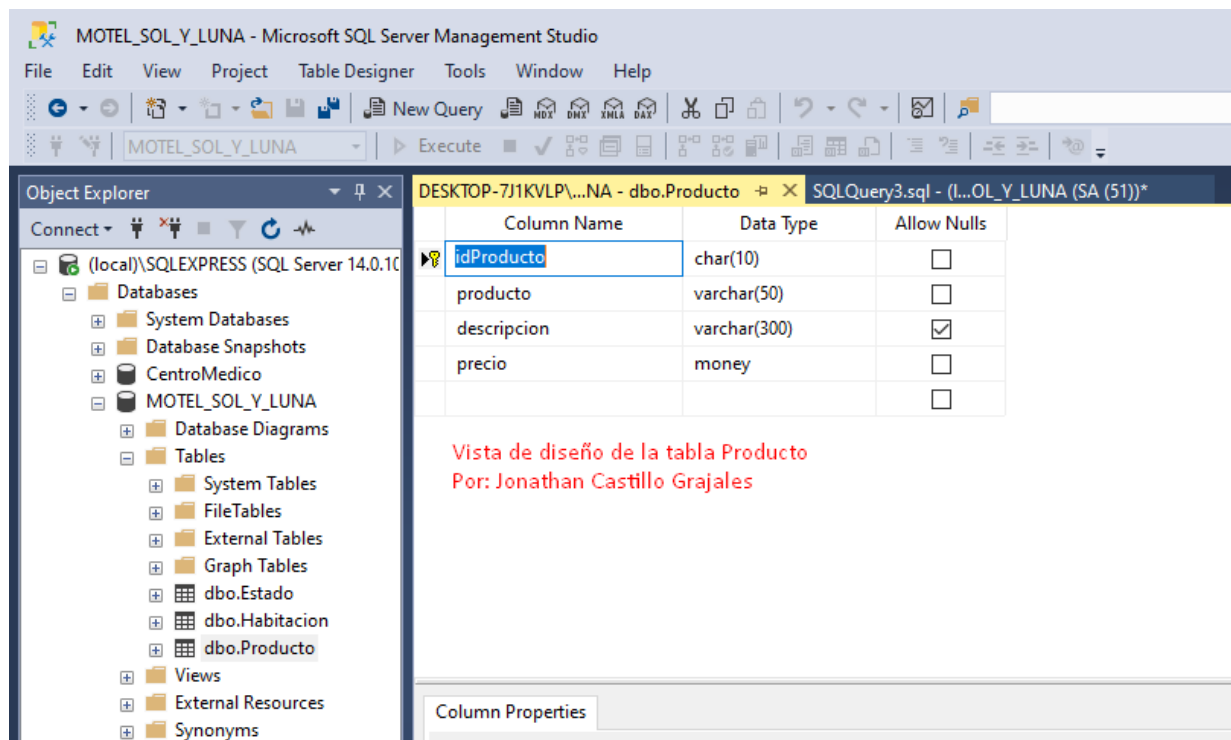 MOTEL_SOL_Y_LUNA - Microsoft SQL Server Management Studio
File Edit View Project Table Designer Tools Window Help
New Query MDX DMX XMLA DAX
MOTEL_SOL_Y_LUNA Execute
Object Explorer
Connect
(local)\SQLEXPRESS (SQL Server 14.0.10
Databases
System Databases
Database Snapshots
CentroMedico
MOTEL_SOL_Y_LUNA
Database Diagrams
Tables
System Tables
FileTables
External Tables
Graph Tables
dbo.Estado
dbo.Habitacion
dbo.Producto
Views
External Resources
Synonyms
DESKTOP-7J1KVLP\...NA - dbo.Producto SQLQuery3.sql - (l...OL_Y_LUNA (SA (51))*
Column Name Data Type Allow Nulls
idProducto char(10)
producto varchar(50)
descripcion varchar(300)
precio money
Vista de diseño de la tabla Producto
Por: Jonathan Castillo Grajales
Column Properties